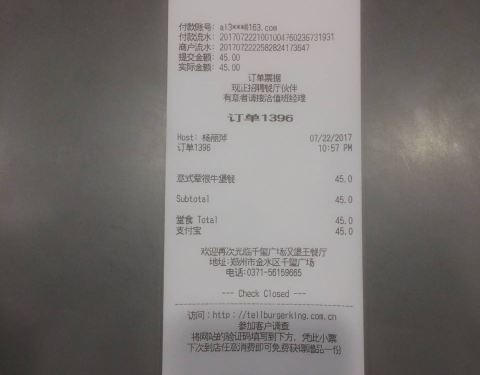 付款账号: al3***@163.com
付款流水: 2017072221001004760236731931
商户流水: 2017072222582824173647
提交金额: 45.00
实际金额: 45.00
订单票据
现正招聘餐厅伙伴
有意者请接洽值班经理
订单1396
Host: 杨丽萍 07/22/2017
订单1396 10:57 PM
意式荤很牛堡餐 45.0
Subtotal 45.0
堂食 Total 45.0
支付宝 45.0
欢迎再次光临千玺广场汉堡王餐厅
地址:郑州市金水区千玺广场
电话:0371-56159665
--- Check Closed ---
访问:http://tellburgerking.com.cn
参加客户调查
将网站的验证码填写到下方, 凭此小票
下次到店任意消费即可免费获得赠品一份